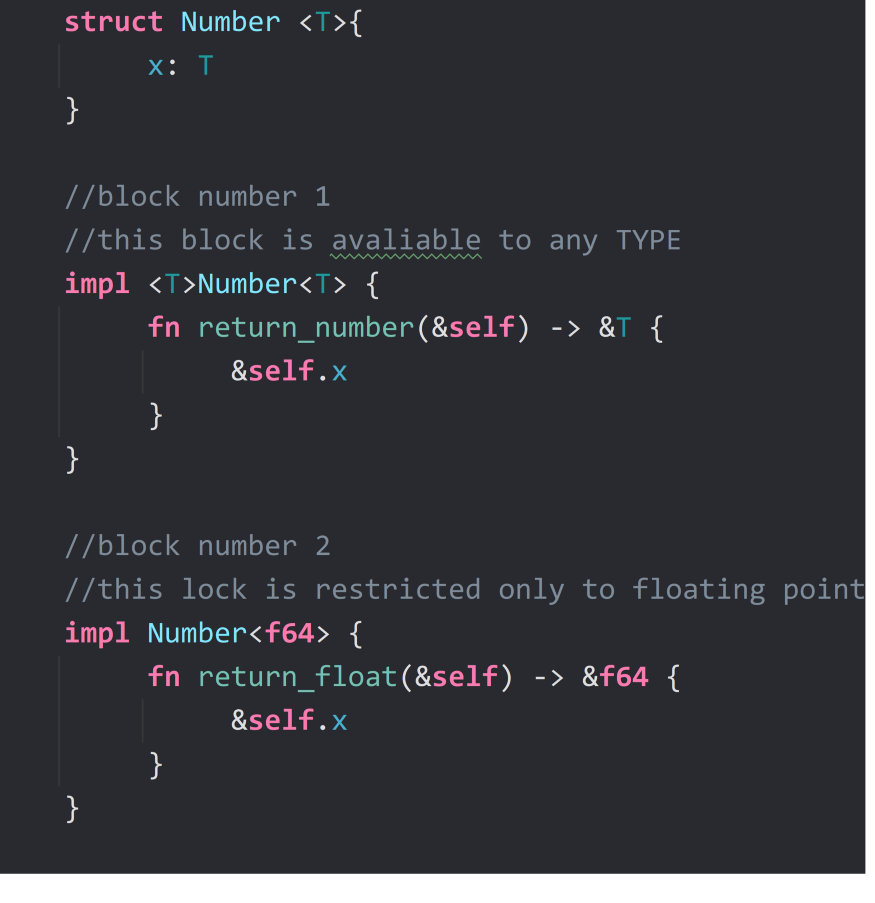 struct Number <T>{
x: T
}
//block number 1
//this block is avaliable to any TYPE
impl <T>Number<T> {
fn return_number(&self) -> &T {
&self.x
}
}
//block number 2
//this lock is restricted only to floating point
impl Number<f64> {
fn return_float(&self) -> &f64 {
&self.x
}
}